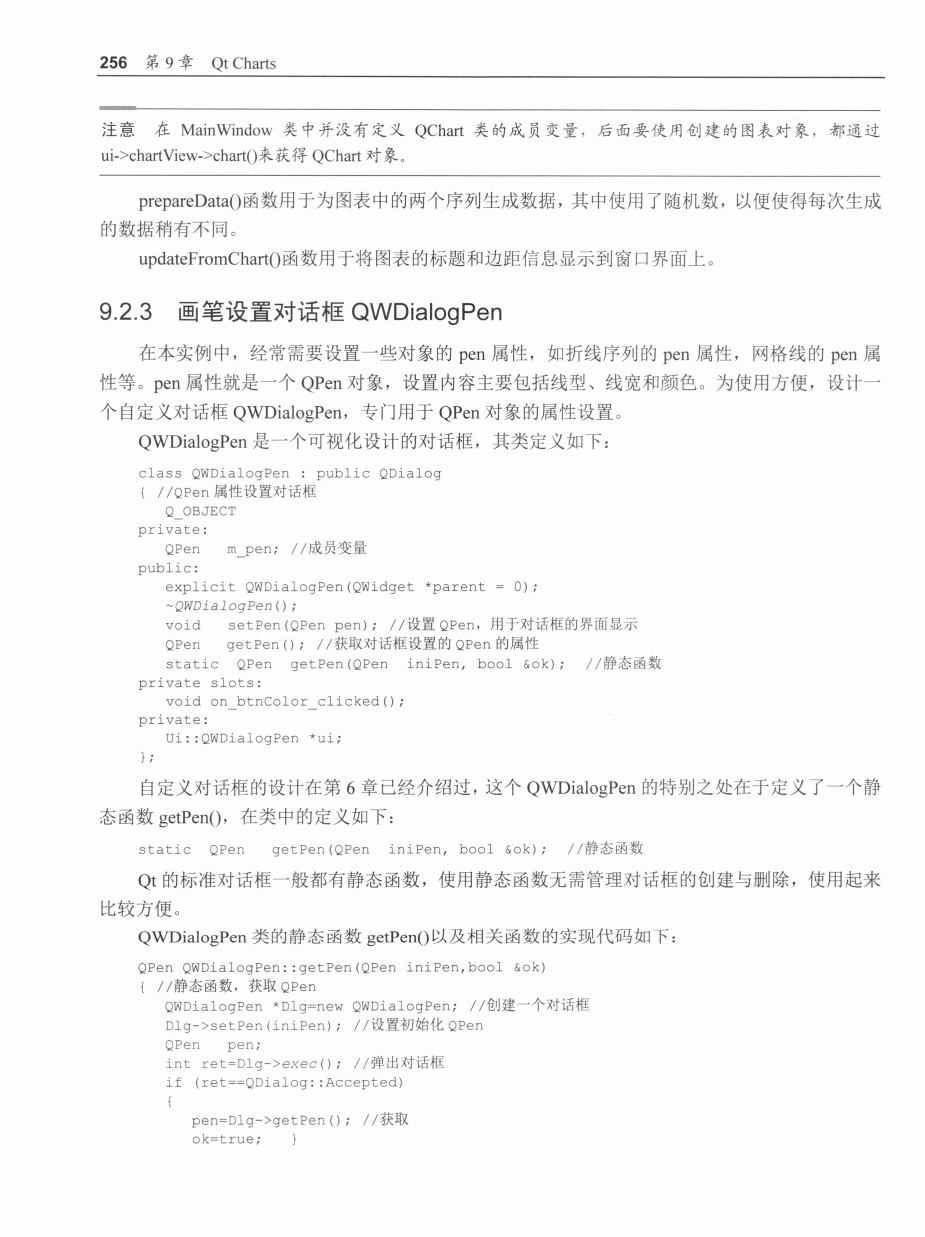 256 第9章 Qt Charts
注意 在 MainWindow 类中并没有定义 QChart 类的成员变量，后面要使用创建的图表对象，都通过
ui->chartView->chart()来获得 QChart 对象。
prepareData()函数用于为图表中的两个序列生成数据，其中使用了随机数，以便使得每次生成
的数据稍有不同。
updateFromChart()函数用于将图表的标题和边距信息显示到窗口界面上。
9.2.3 画笔设置对话框 QWDialogPen
在本实例中，经常需要设置一些对象的 pen 属性，如折线序列的 pen 属性，网格线的 pen 属
性等。pen 属性就是一个 QPen 对象，设置内容主要包括线型、线宽和颜色。为使用方便，设计一
个自定义对话框 QWDialogPen，专门用于 QPen 对象的属性设置。
QWDialogPen 是一个可视化设计的对话框，其类定义如下：
class QWDialogPen : public QDialog
{ //QPen 属性设置对话框
Q_OBJECT
private:
QPen m_pen; //成员变量
public:
explicit QWDialogPen(QWidget *parent = 0);
~QWDialogPen();
void setPen(QPen pen); //设置 QPen，用于对话框的界面显示
QPen getPen(); //获取对话框设置的 QPen 的属性
static QPen getPen(QPen iniPen, bool &ok); //静态函数
private slots:
void on_btnColor_clicked();
private:
Ui::QWDialogPen *ui;
};
自定义对话框的设计在第 6 章已经介绍过，这个 QWDialogPen 的特别之处在于定义了一个静
态函数 getPen()，在类中的定义如下：
static QPen getPen(QPen iniPen, bool &ok); //静态函数
Qt 的标准对话框一般都有静态函数，使用静态函数无需管理对话框的创建与删除，使用起来
比较方便。
QWDialogPen 类的静态函数 getPen()以及相关函数的实现代码如下：
QPen QWDialogPen::getPen(QPen iniPen,bool &ok)
{ //静态函数，获取 QPen
QWDialogPen *Dlg=new QWDialogPen; //创建一个对话框
Dlg->setPen(iniPen); //设置初始化 QPen
QPen pen;
int ret=Dlg->exec(); //弹出对话框
if (ret==QDialog::Accepted)
{
pen=Dlg->getPen(); //获取
ok=true; }